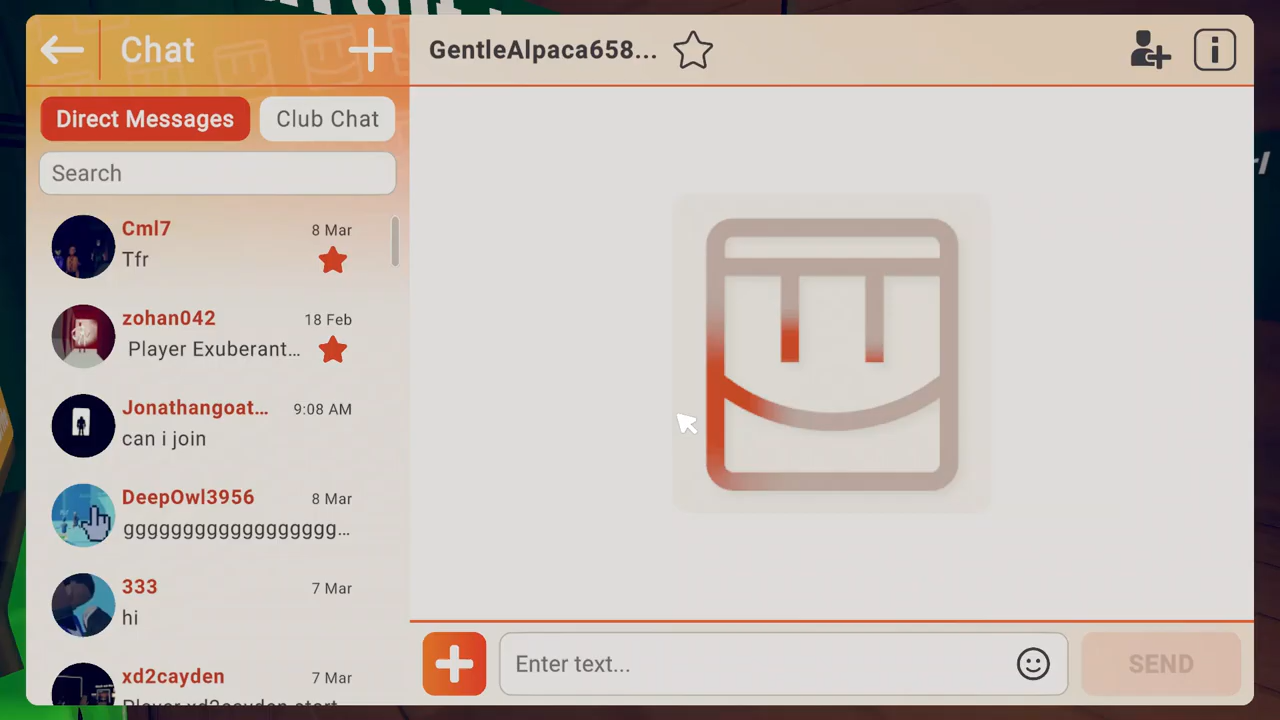 Chat
Direct Messages
Club Chat
Search
Cml7
8 Mar
Tfr
zohan042
18 Feb
Player Exuberant...
Jonathangoat...
9:08 AM
can i join
DeepOwl3956
8 Mar
gggggggggggggggggg...
333
7 Mar
hi
xd2cayden
7 Mar
GentleAlpaca658...
Enter text...
SEND